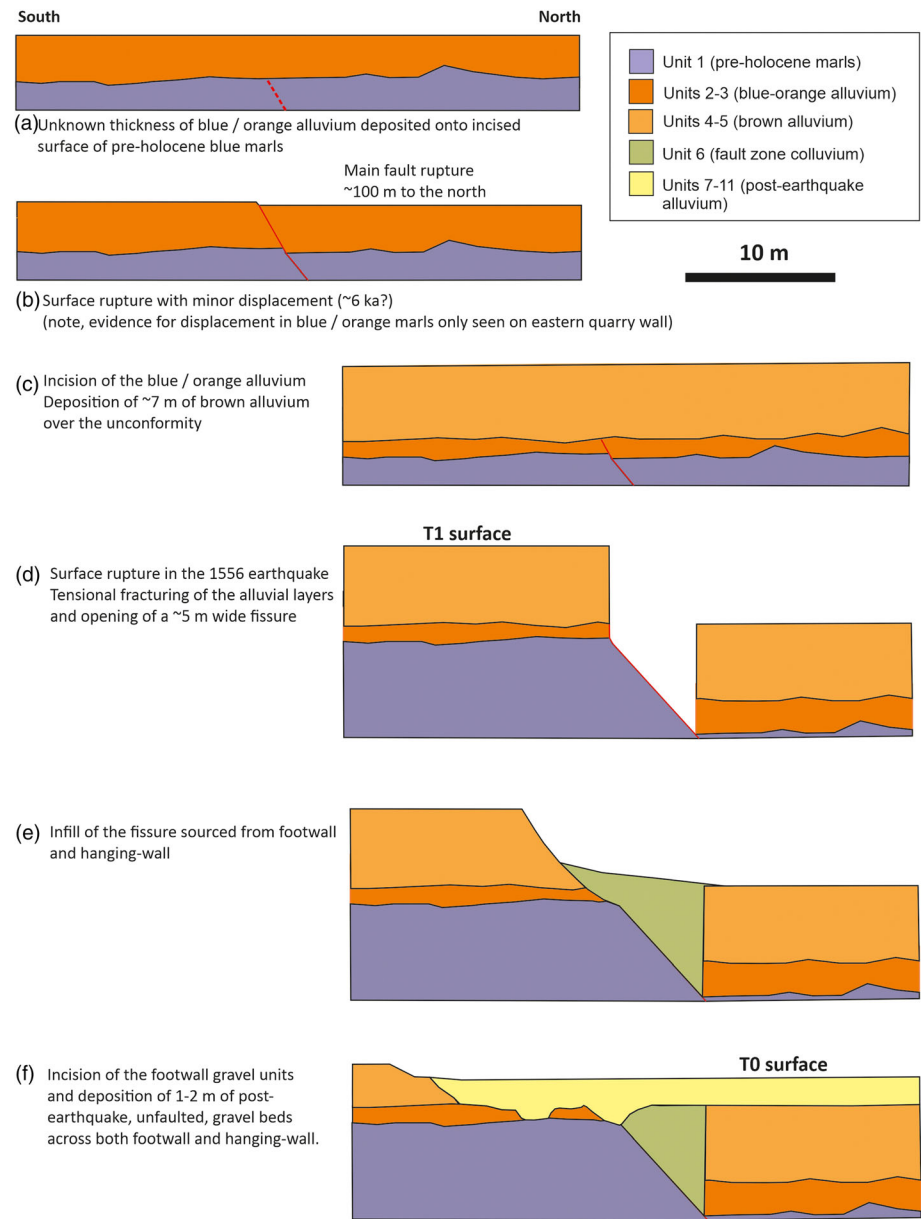 South
North
Unit 1 (pre-holocene marls)
Units 2-3 (blue-orange alluvium)
Units 4-5 (brown alluvium)
Unit 6 (fault zone colluvium)
Units 7-11 (post-earthquake
alluvium)
(a) Unknown thickness of blue / orange alluvium deposited onto incised
surface of pre-holocene blue marls
Main fault rupture
~100 m to the north
10 m
(b) Surface rupture with minor displacement (~6 ka?)
(note, evidence for displacement in blue / orange marls only seen on eastern quarry wall)
(c) Incision of the blue / orange alluvium
Deposition of ~7 m of brown alluvium
over the unconformity
T1 surface
(d) Surface rupture in the 1556 earthquake
Tensional fracturing of the alluvial layers
and opening of a ~5 m wide fissure
(e) Infill of the fissure sourced from footwall
and hanging-wall
T0 surface
(f) Incision of the footwall gravel units
and deposition of 1-2 m of post-
earthquake, unfaulted, gravel beds
across both footwall and hanging-wall.